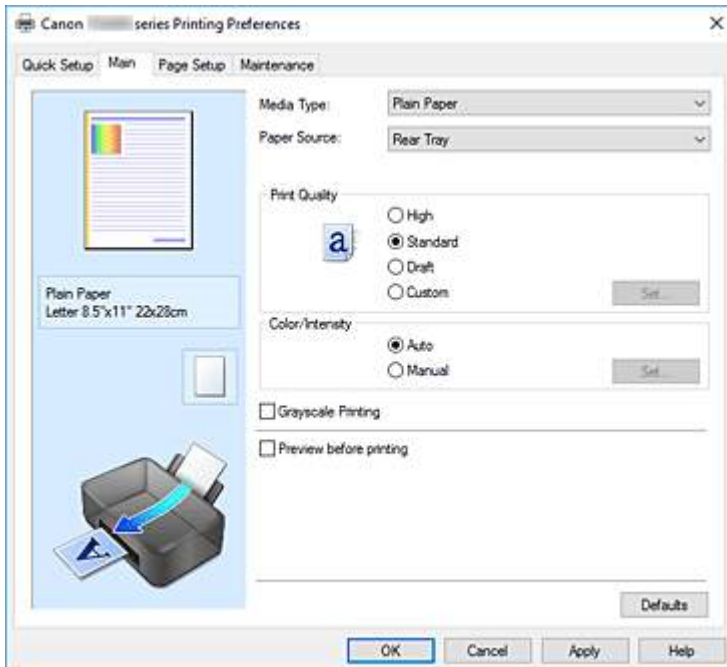 Canon series Printing Preferences
Quick Setup Main Page Setup Maintenance
Media Type: Plain Paper
Paper Source: Rear Tray
Print Quality
a
High
Standard
Draft
Custom Set...
Plain Paper
Letter 8.5"x11" 22x28cm
Color/Intensity
Auto
Manual Set...
Grayscale Printing
Preview before printing
A
Defaults
OK Cancel Apply Help